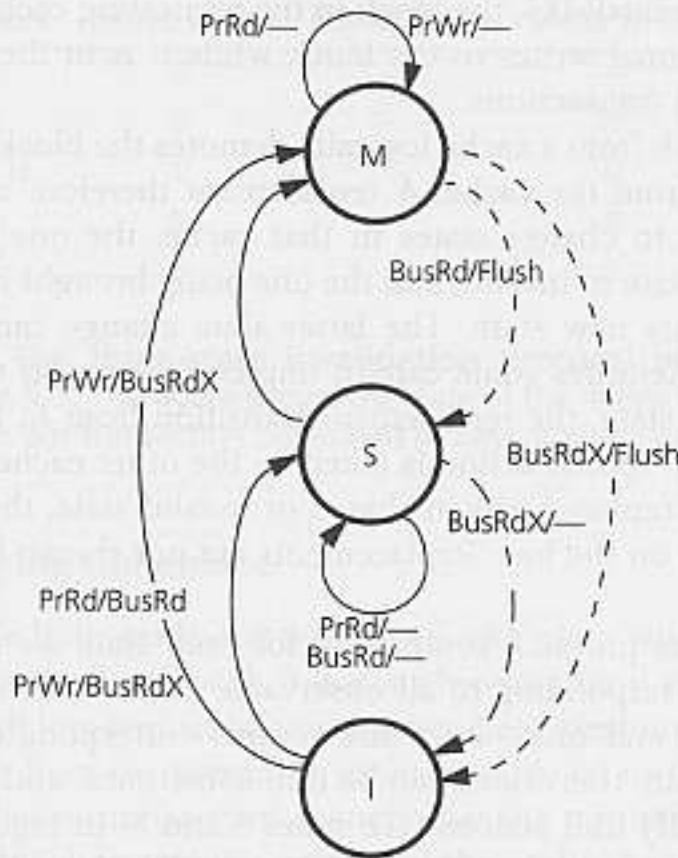 PrRd/— PrWr/—
M
BusRd/Flush
PrWr/BusRdX
S
BusRdX/Flush
BusRdX/—
PrRd/BusRd
PrRd/—
BusRd/—
PrWr/BusRdX
I